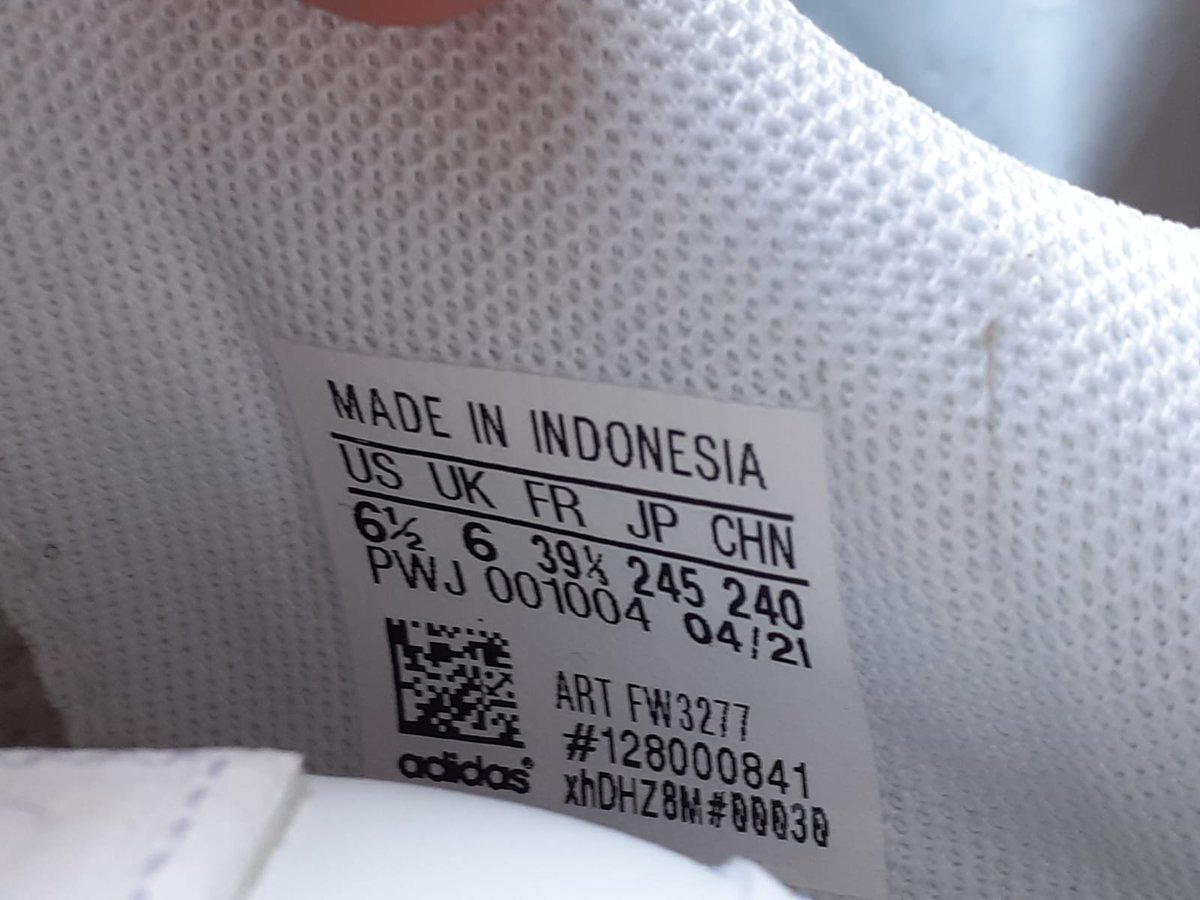 MADE IN INDONESIA
US UK FR JP CHN
6½ 6 39⅓ 245 240
PWJ 001004 04/21
ART FW3277
#128000841
xhDHZ8M#00030
adidas®